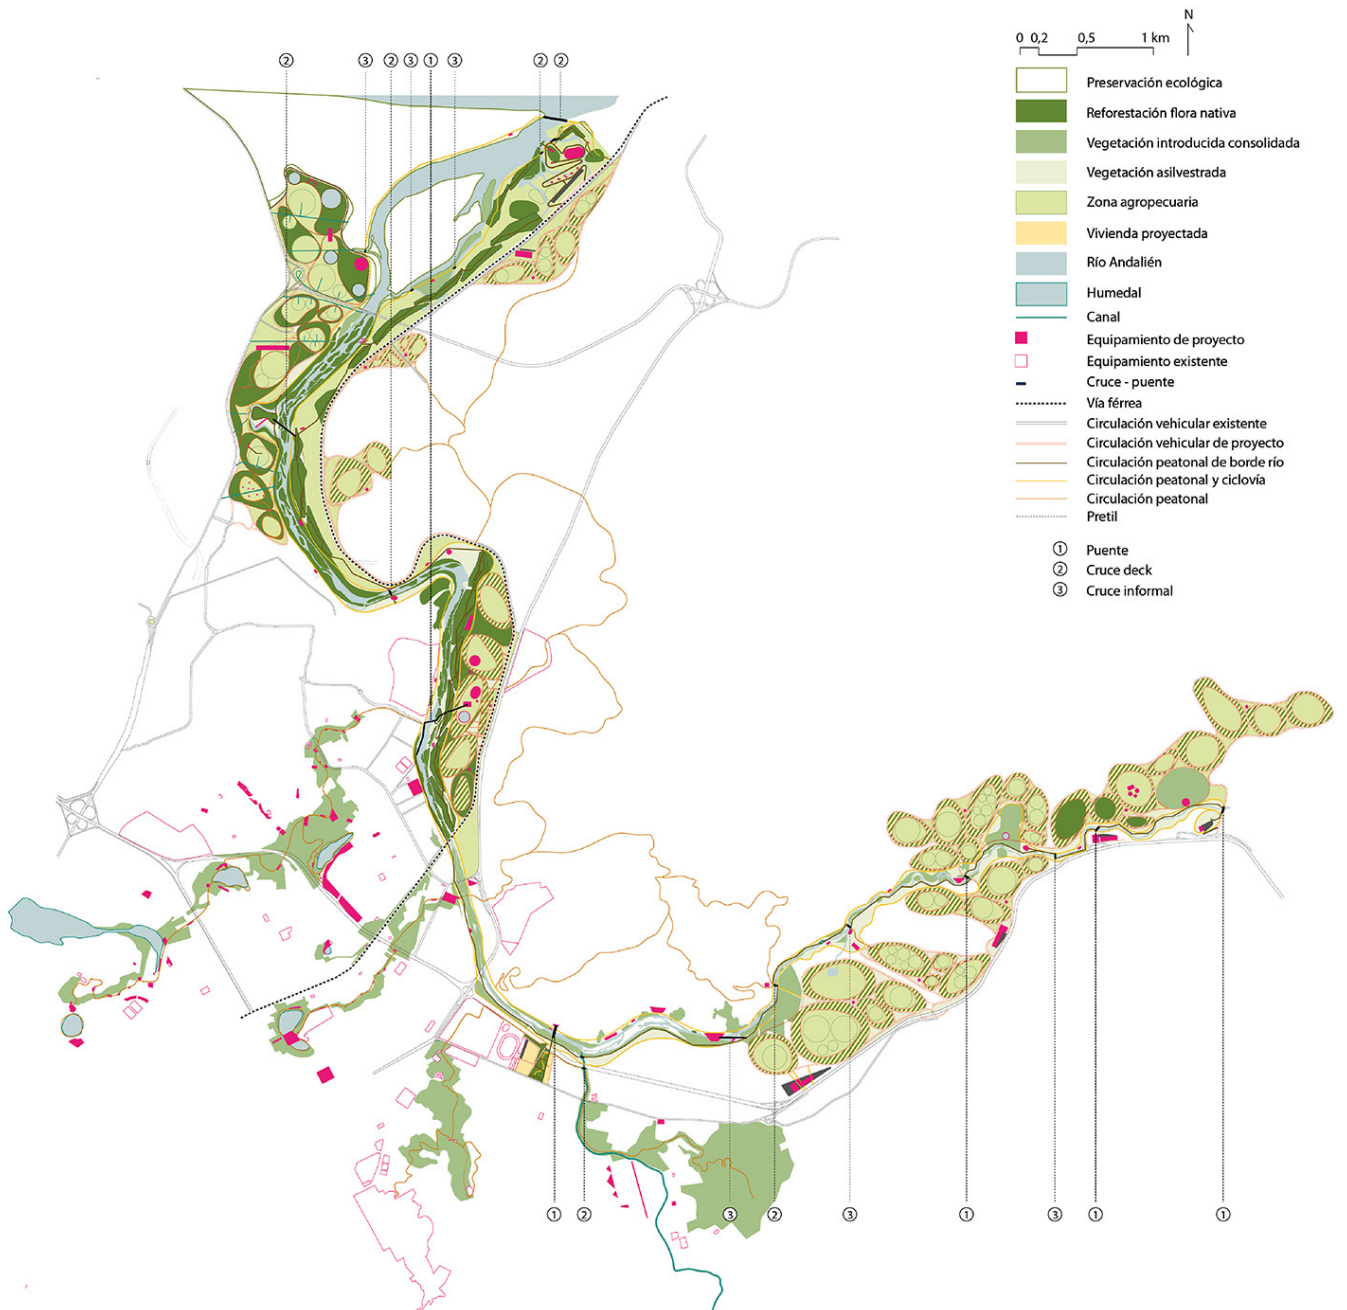 N
0 0,2 0,5 1 km
Preservación ecológica
Reforestación flora nativa
Vegetación introducida consolidada
Vegetación asilvestrada
Zona agropecuaria
Vivienda proyectada
Río Andalién
Humedal
Canal
Equipamiento de proyecto
Equipamiento existente
Cruce - puente
Vía férrea
Circulación vehicular existente
Circulación vehicular de proyecto
Circulación peatonal de borde río
Circulación peatonal y ciclovía
Circulación peatonal
Pretil
① Puente
② Cruce deck
③ Cruce informal
② ③ ② ③ ① ③ ② ②
① ② ③ ② ③ ① ③ ① ①